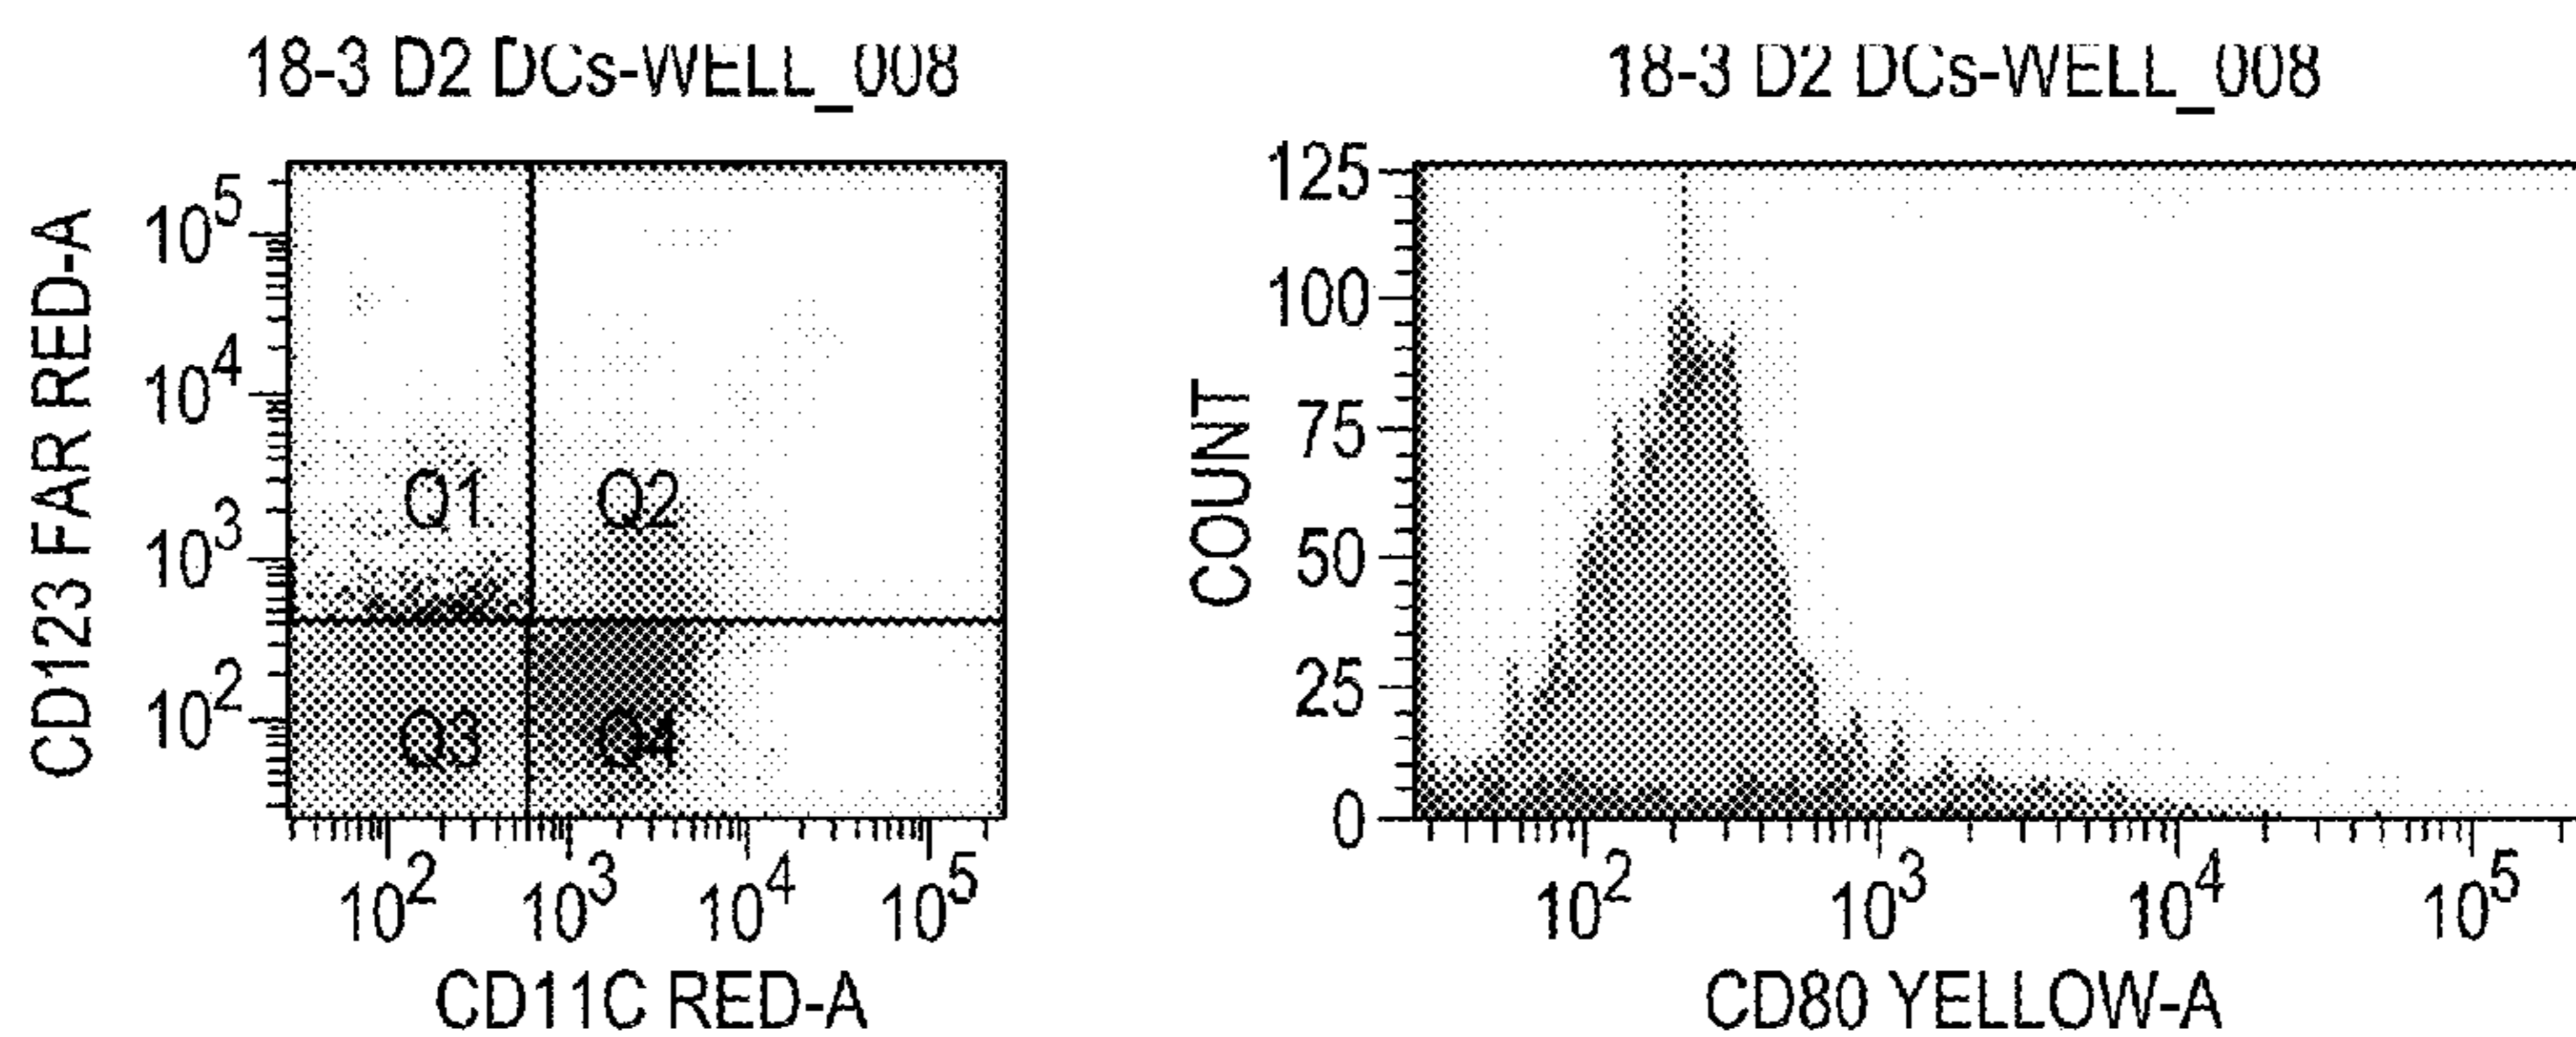 18-3 D2 DCs-WELL_008
CD123 FAR RED-A
10^5
10^4
10^3
10^2
Q1
Q2
Q3
Q4
10^2
10^3
10^4
10^5
CD11C RED-A
18-3 D2 DCs-WELL_008
COUNT
125
100
75
50
25
0
10^2
10^3
10^4
10^5
CD80 YELLOW-A